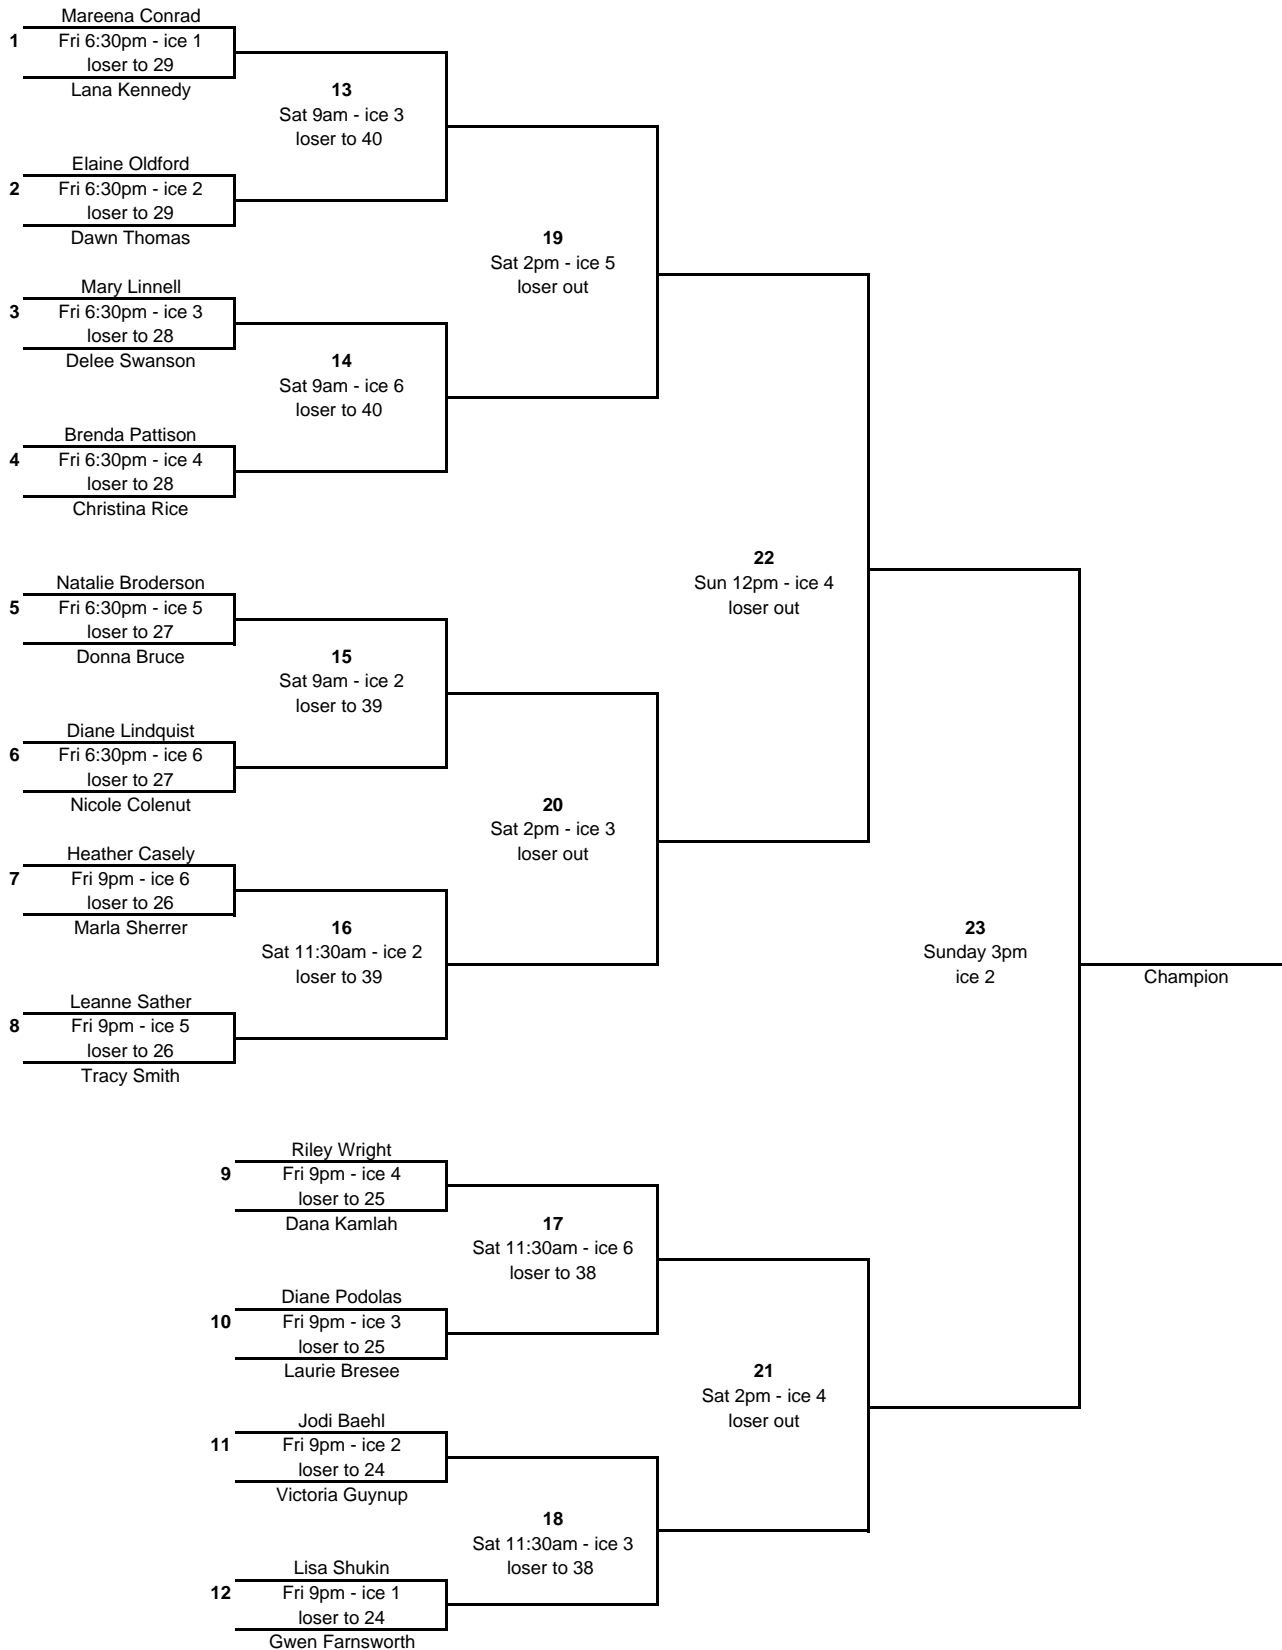 Mareena Conrad
1 Fri 6:30pm - ice 1
loser to 29
Lana Kennedy
13
Sat 9am - ice 3
loser to 40
Elaine Oldford
2 Fri 6:30pm - ice 2
loser to 29
Dawn Thomas
19
Sat 2pm - ice 5
loser out
Mary Linnell
3 Fri 6:30pm - ice 3
loser to 28
Delee Swanson
14
Sat 9am - ice 6
loser to 40
Brenda Pattison
4 Fri 6:30pm - ice 4
loser to 28
Christina Rice
22
Sun 12pm - ice 4
loser out
Natalie Broderson
5 Fri 6:30pm - ice 5
loser to 27
Donna Bruce
15
Sat 9am - ice 2
loser to 39
Diane Lindquist
6 Fri 6:30pm - ice 6
loser to 27
Nicole Colenut
20
Sat 2pm - ice 3
loser out
Heather Casely
7 Fri 9pm - ice 6
loser to 26
Marla Sherrer
16
Sat 11:30am - ice 2
loser to 39
23
Sunday 3pm
ice 2
Champion
Leanne Sather
8 Fri 9pm - ice 5
loser to 26
Tracy Smith
Riley Wright
9 Fri 9pm - ice 4
loser to 25
Dana Kamlah
17
Sat 11:30am - ice 6
loser to 38
Diane Podolas
10 Fri 9pm - ice 3
loser to 25
Laurie Bresee
21
Sat 2pm - ice 4
loser out
Jodi Baehl
11 Fri 9pm - ice 2
loser to 24
Victoria Guynup
18
Sat 11:30am - ice 3
loser to 38
Lisa Shukin
12 Fri 9pm - ice 1
loser to 24
Gwen Farnsworth